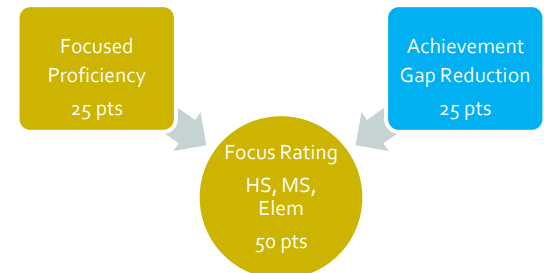 Focused
Proficiency
25 pts
Achievement
Gap Reduction
25 pts
Focus Rating
HS, MS,
Elem
50 pts